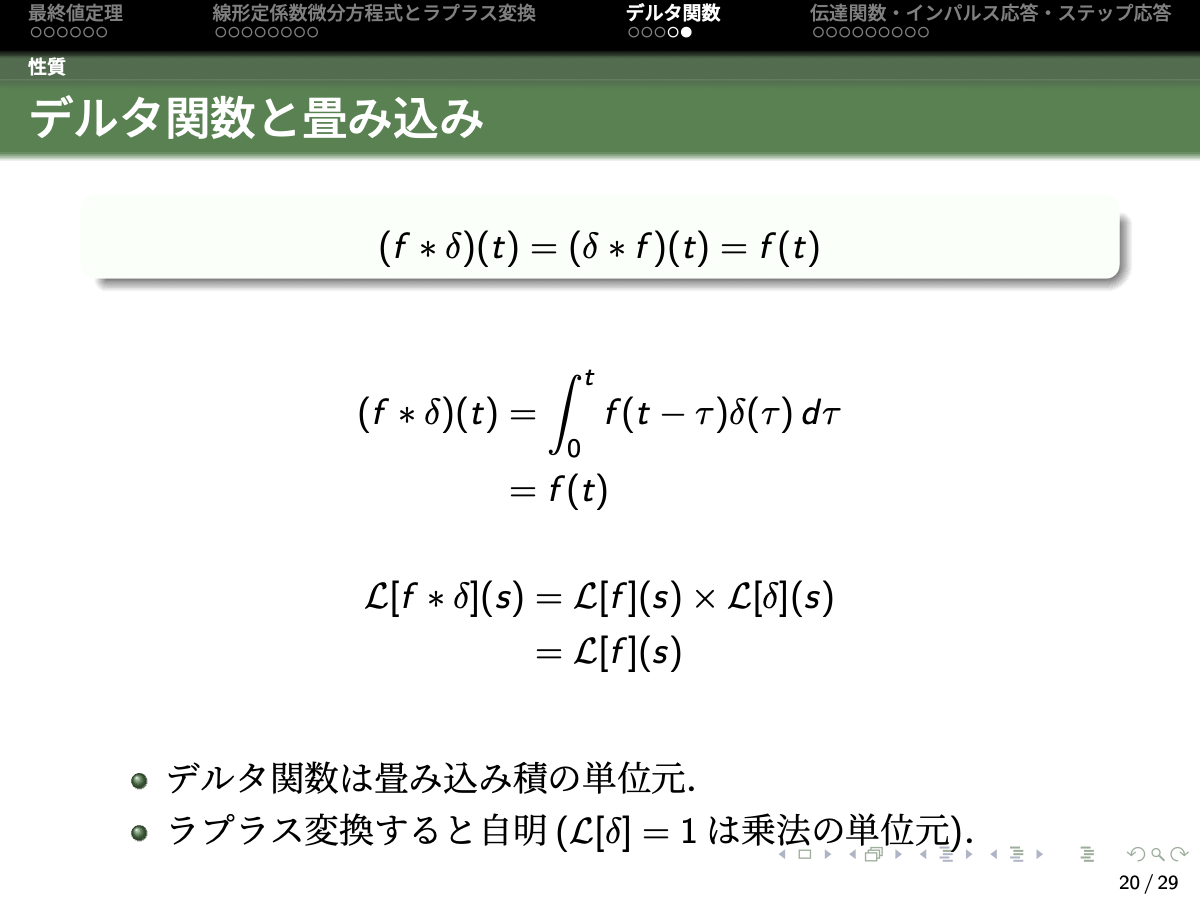 最終値定理 線形定係数微分方程式とラプラス変換 デルタ関数 伝達関数・インパルス応答・ステップ応答
性質
デルタ関数と畳み込み
(f ∗ δ)(t) = (δ ∗ f)(t) = f(t)
(f ∗ δ)(t) = ∫₀ᵗ f(t − τ)δ(τ) dτ
= f(t)
ℒ[f ∗ δ](s) = ℒ[f](s) × ℒ[δ](s)
= ℒ[f](s)
デルタ関数は畳み込み積の単位元.
ラプラス変換すると自明 (ℒ[δ] = 1 は乗法の単位元).
20 / 29